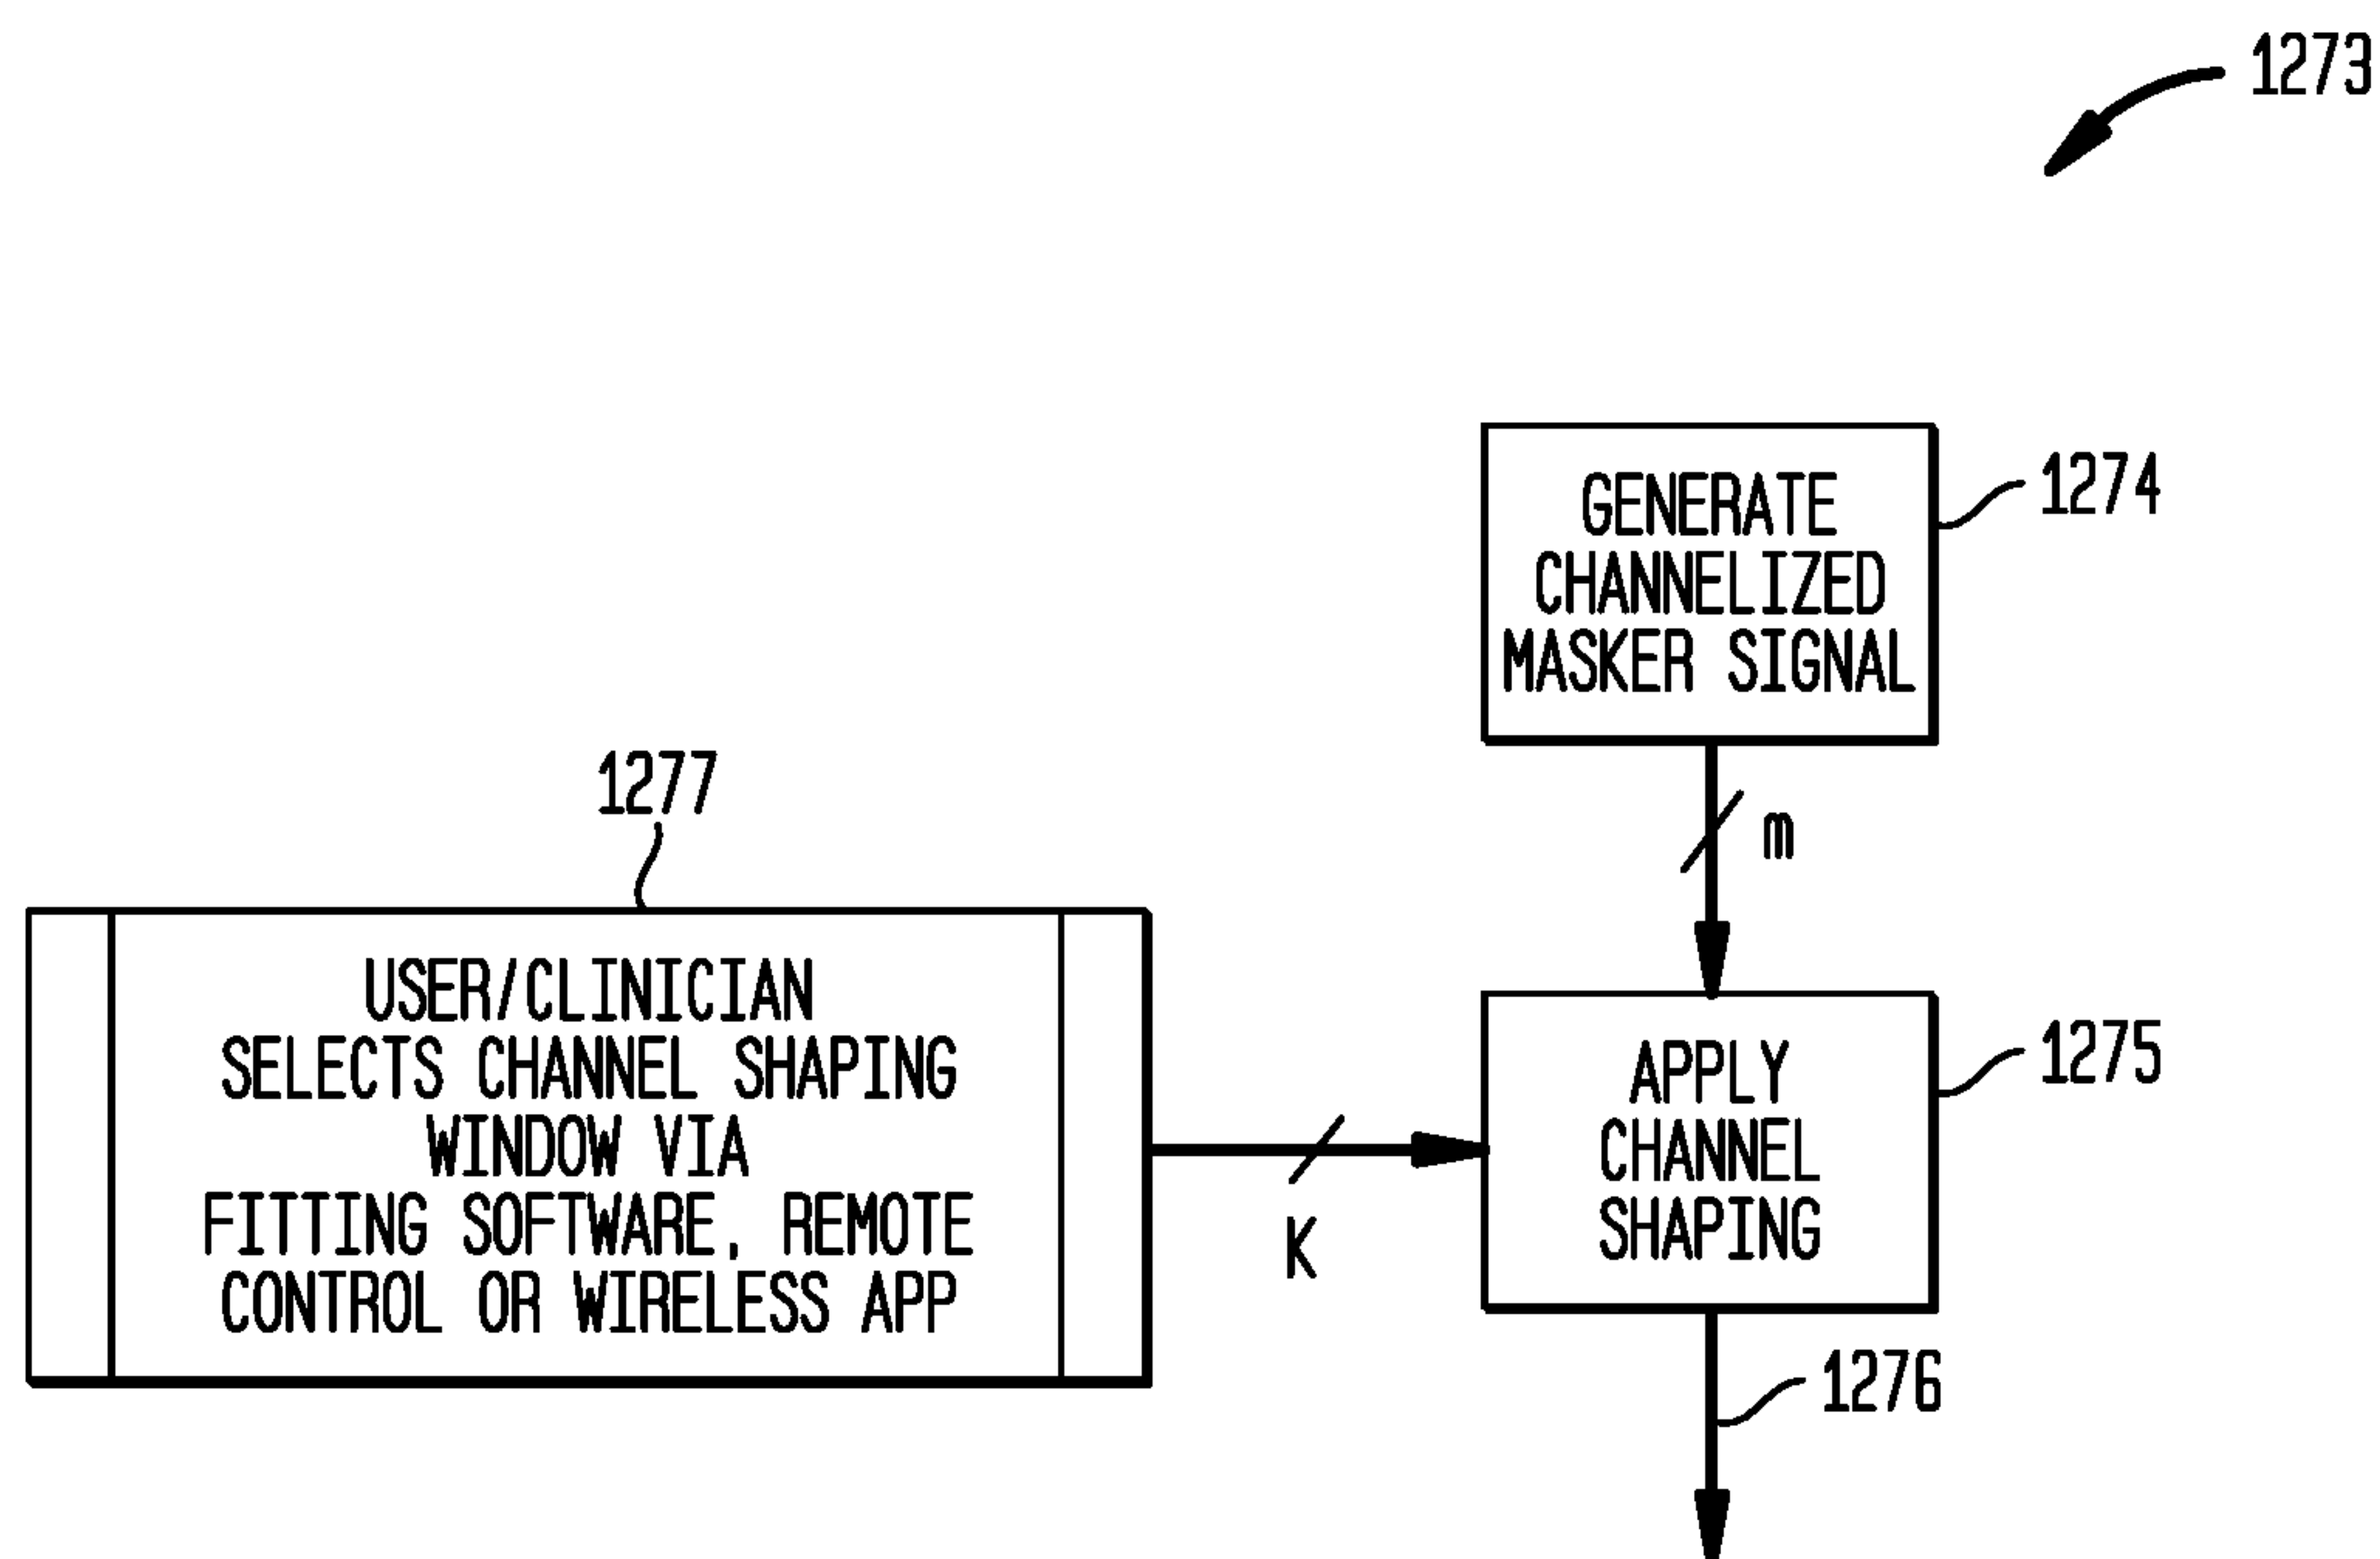 1273
GENERATE
CHANNELIZED
MASKER SIGNAL
1274
m
1277
USER/CLINICIAN
SELECTS CHANNEL SHAPING
WINDOW VIA
FITTING SOFTWARE, REMOTE
CONTROL OR WIRELESS APP
K
APPLY
CHANNEL
SHAPING
1275
1276